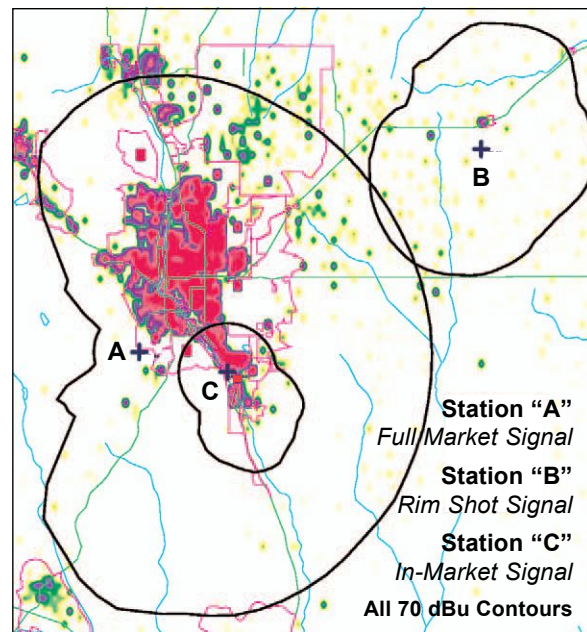 B
A
C
Station “A”
Full Market Signal
Station “B”
Rim Shot Signal
Station “C”
In-Market Signal
All 70 dBu Contours